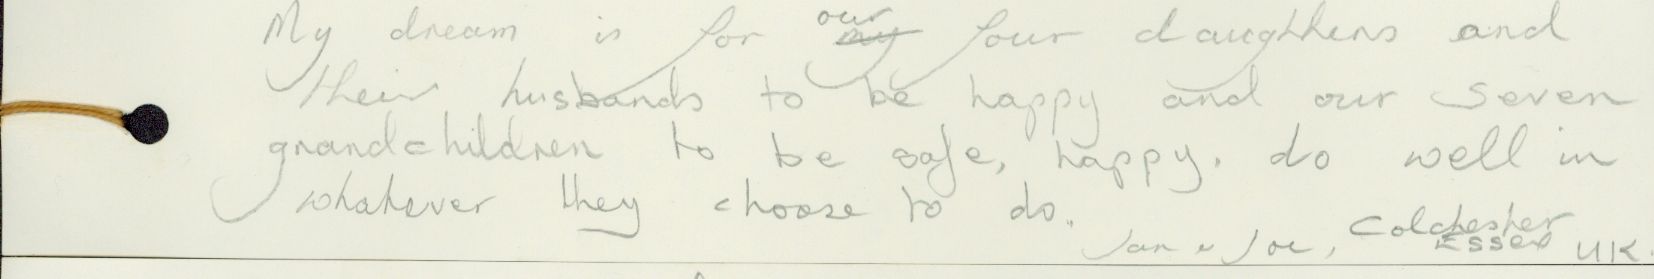 My dream is for our my four daughters and
their husbands to be happy and our seven
grandchildren to be safe, happy, do well in
whatever they choose to do.
Jan & Joe, Colchester
Essex UK.